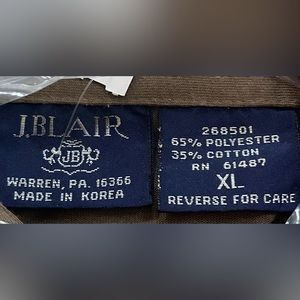 J.BLAIR
JB
WARREN, PA. 16366
MADE IN KOREA
268501
65% POLYESTER
35% COTTON
RN 61487
XL
REVERSE FOR CARE